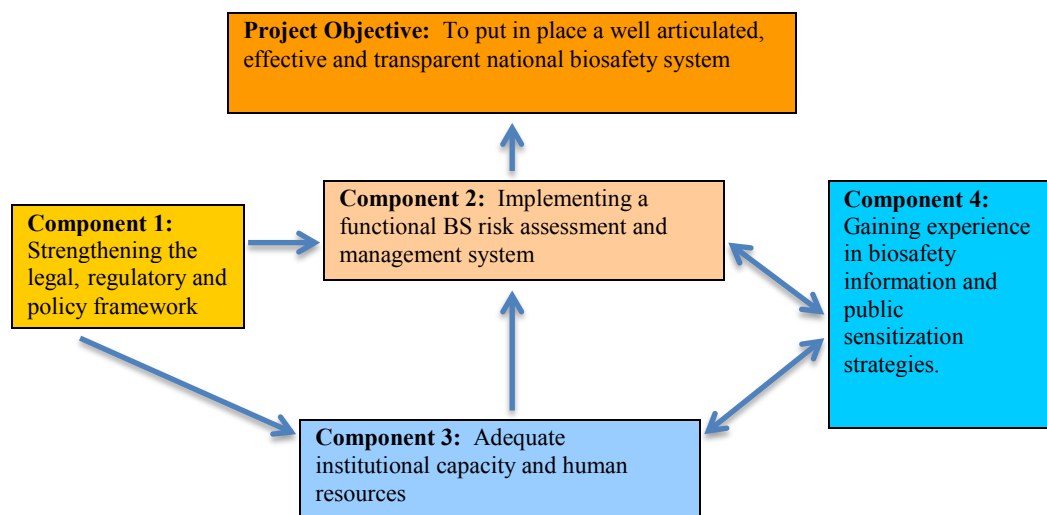 Project Objective:  To put in place a well articulated,
effective and transparent national biosafety system
Component 1:
Strengthening the
legal, regulatory and
policy framework
Component 2:  Implementing a
functional BS risk assessment and
management system
Component 4:
Gaining experience
in biosafety
information and
public
sensitization
strategies.
Component 3:  Adequate
institutional capacity and human
resources